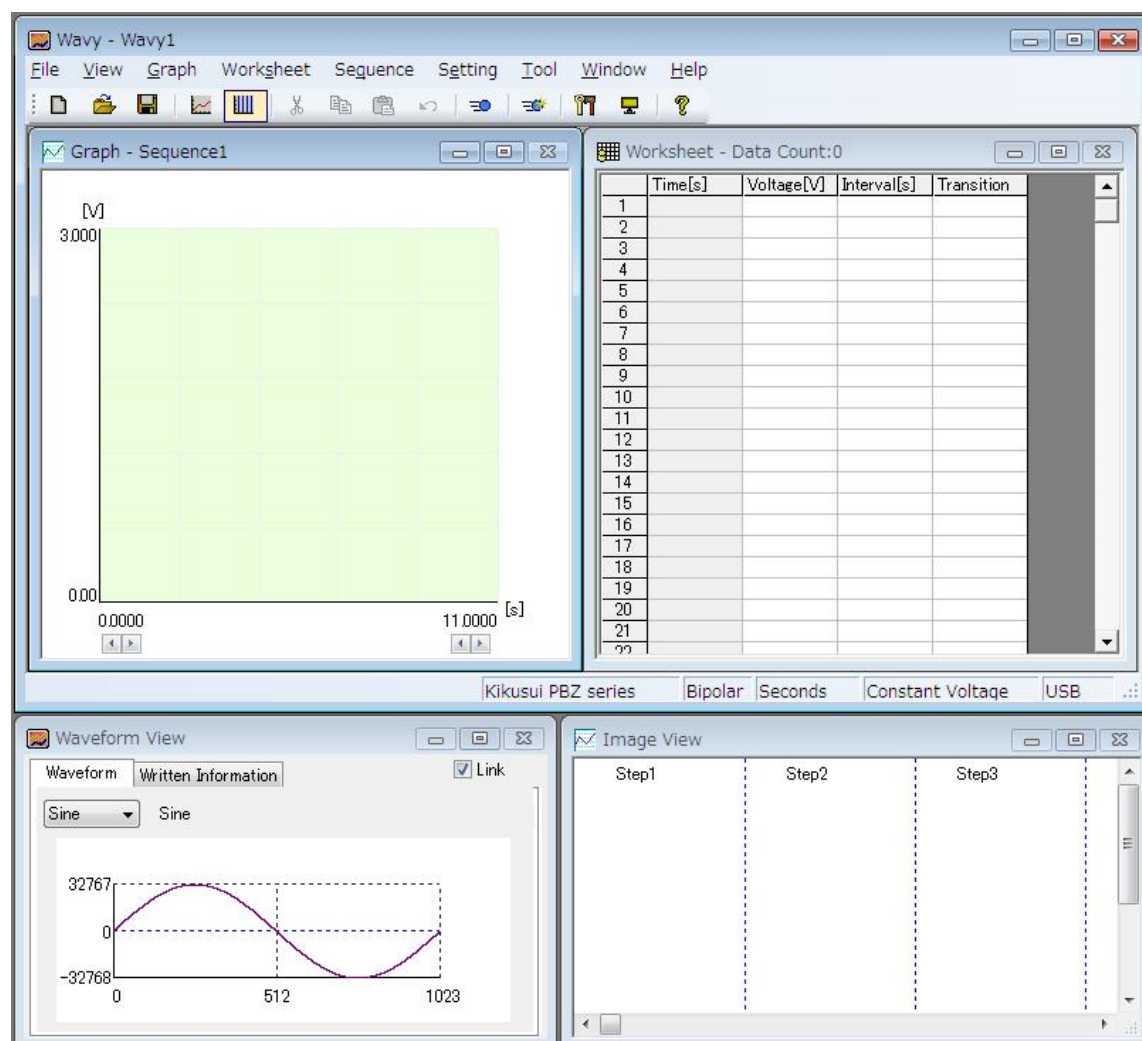 Wavy - Wavy1
File View Graph Worksheet Sequence Setting Tool Window Help
Graph - Sequence1
[V]
3.000
0.00
0.0000
11.0000
[s]
Worksheet - Data Count:0
Time[s] Voltage[V] Interval[s] Transition
1
2
3
4
5
6
7
8
9
10
11
12
13
14
15
16
17
18
19
20
21
22
Kikusui PBZ series Bipolar Seconds Constant Voltage USB
Waveform View
Waveform Written Information Link
Sine Sine
32767
0
-32768
0 512 1023
Image View
Step1 Step2 Step3